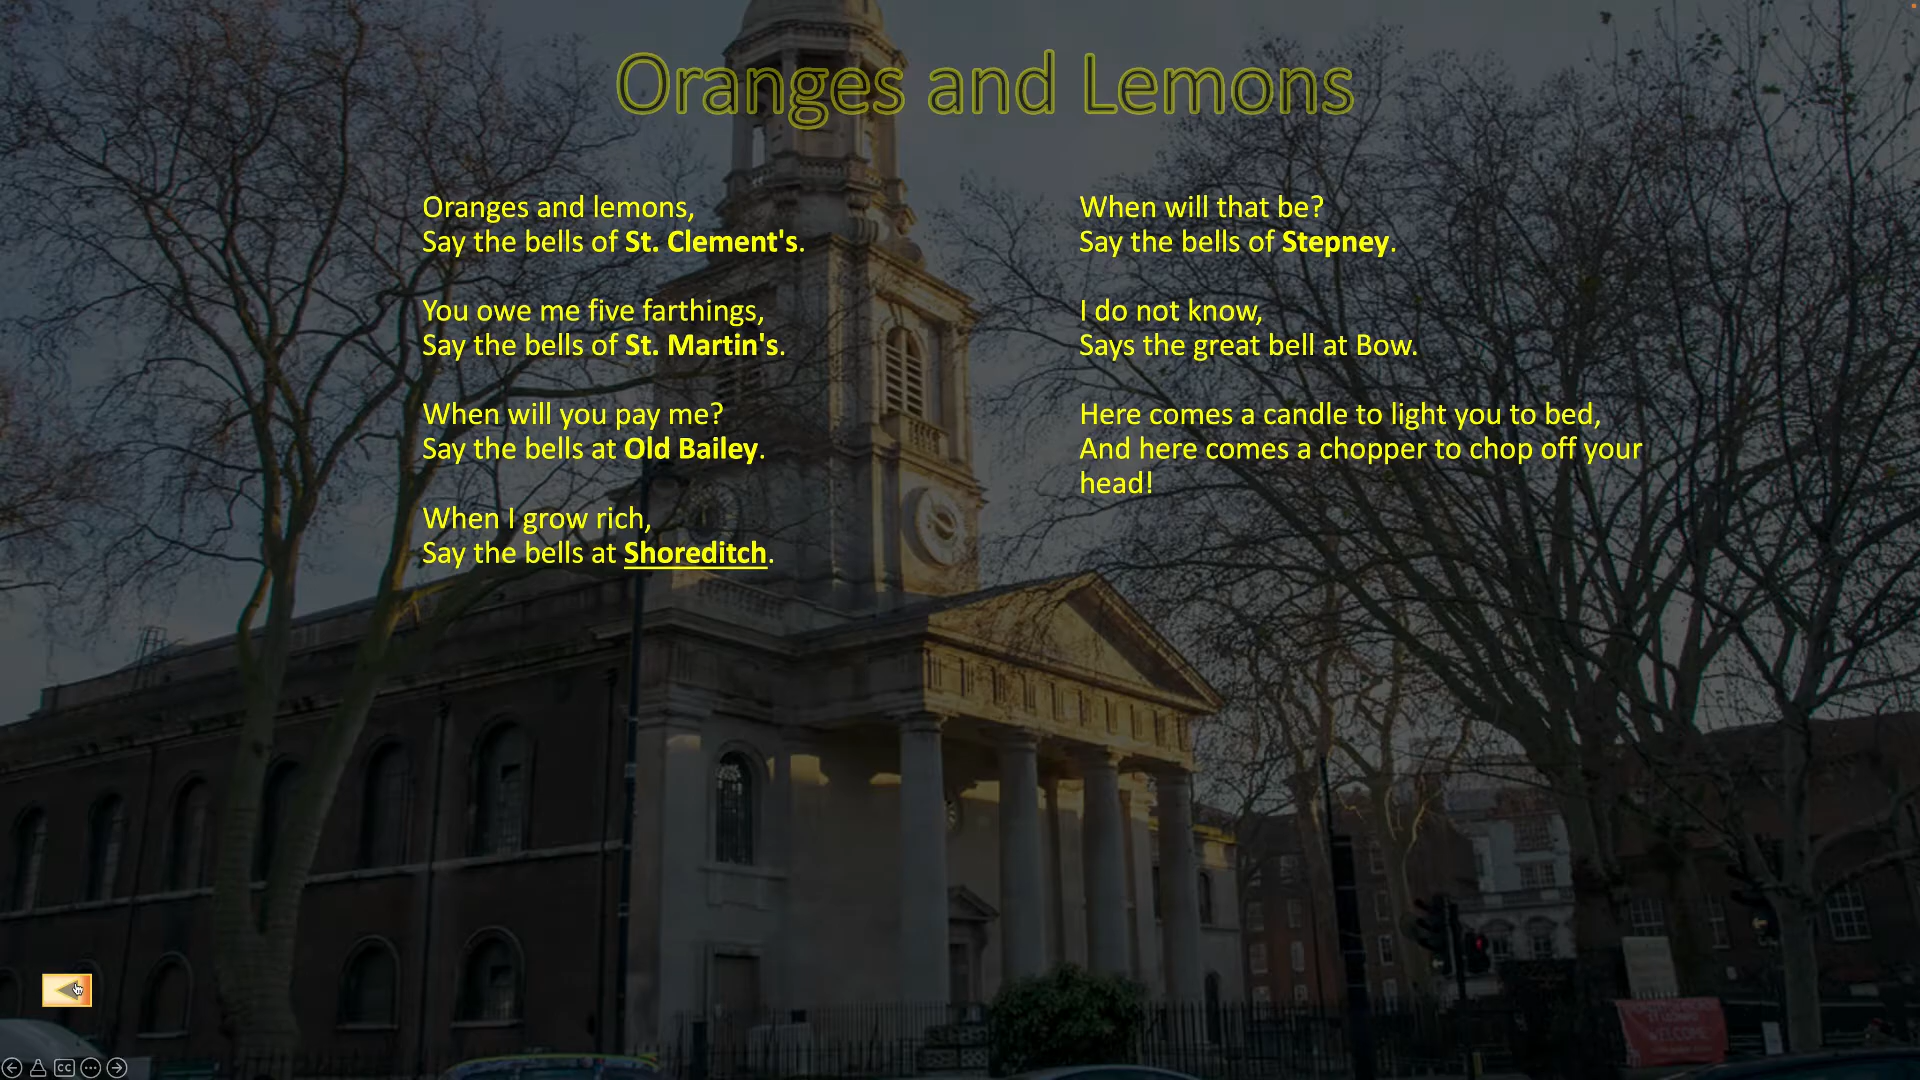 Oranges and Lemons
Oranges and lemons,
Say the bells of St. Clement's.
You owe me five farthings,
Say the bells of St. Martin's.
When will you pay me?
Say the bells at Old Bailey.
When I grow rich,
Say the bells at Shoreditch.
When will that be?
Say the bells of Stepney.
I do not know,
Says the great bell at Bow.
Here comes a candle to light you to bed,
And here comes a chopper to chop off your
head!
WELCOME
CC